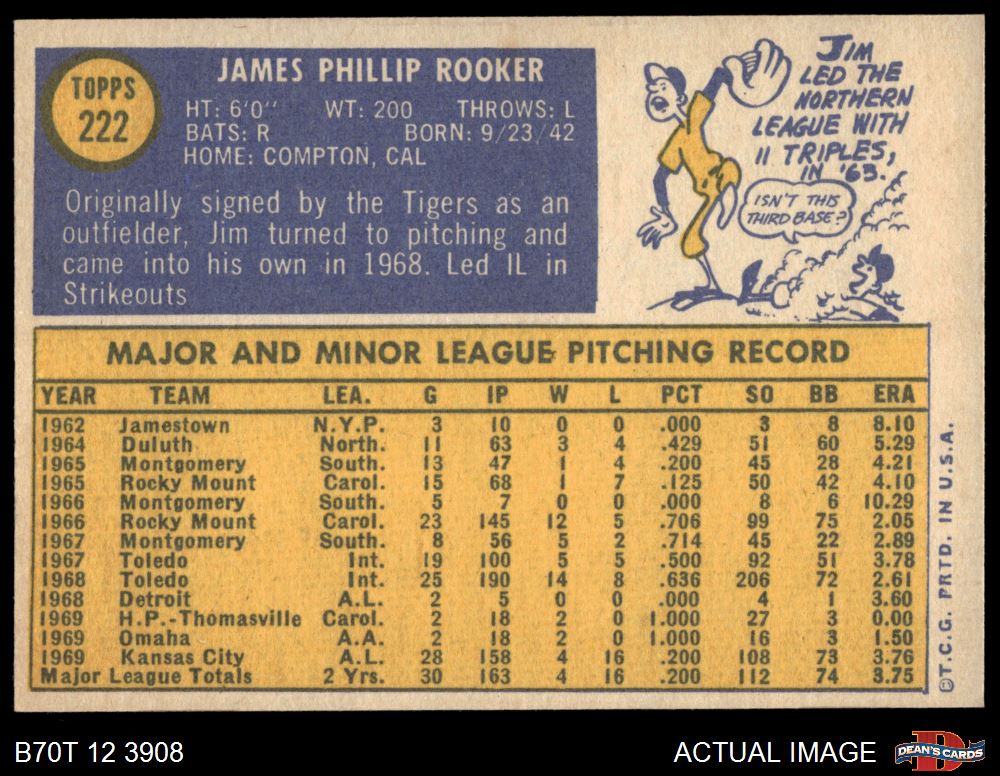 TOPPS
222
JAMES PHILLIP ROOKER
HT: 6'0" WT: 200 THROWS: L
BATS: R BORN: 9/23/42
HOME: COMPTON, CAL
Originally signed by the Tigers as an
outfielder, Jim turned to pitching and
came into his own in 1968. Led IL in
Strikeouts
JIM
LED THE
NORTHERN
LEAGUE WITH
11 TRIPLES,
IN '63.
ISN'T THIS
THIRD BASE?
MAJOR AND MINOR LEAGUE PITCHING RECORD
YEAR TEAM LEA. G IP W L PCT SO BB ERA
1962 Jamestown N.Y.P. 3 10 0 0 .000 3 8 8.10
1964 Duluth North. 11 63 3 4 .429 51 60 5.29
1965 Montgomery South. 13 47 1 4 .200 45 28 4.21
1965 Rocky Mount Carol. 15 68 1 7 .125 50 42 4.10
1966 Montgomery South. 5 7 0 0 .000 8 6 10.29
1966 Rocky Mount Carol. 23 145 12 5 .706 99 75 2.05
1967 Montgomery South. 8 56 5 2 .714 45 22 2.89
1967 Toledo Int. 19 100 5 5 .500 92 51 3.78
1968 Toledo Int. 25 190 14 8 .636 206 72 2.61
1968 Detroit A.L. 2 5 0 0 .000 4 1 3.60
1969 H.P.-Thomasville Carol. 2 18 2 0 1.000 27 3 0.00
1969 Omaha A.A. 2 18 2 0 1.000 16 3 1.50
1969 Kansas City A.L. 28 158 4 16 .200 108 73 3.76
Major League Totals 2 Yrs. 30 163 4 16 .200 112 74 3.75
©T.C.G. PRTD. IN U.S.A.
B70T 12 3908
ACTUAL IMAGE
DEAN'S CARDS